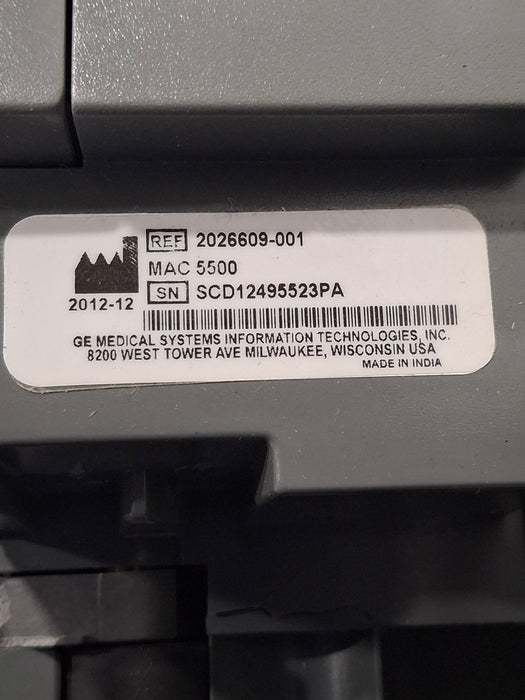 REF 2026609-001
MAC 5500
2012-12 SN SCD12495523PA
GE MEDICAL SYSTEMS INFORMATION TECHNOLOGIES, INC.
8200 WEST TOWER AVE MILWAUKEE, WISCONSIN USA
MADE IN INDIA